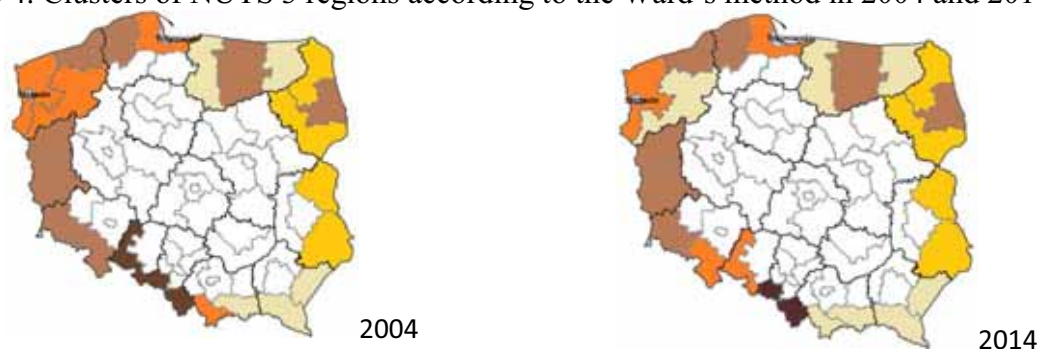 4. Clusters of NUTS 3 regions according to the Ward's method in 2004 and 201
2004
2014